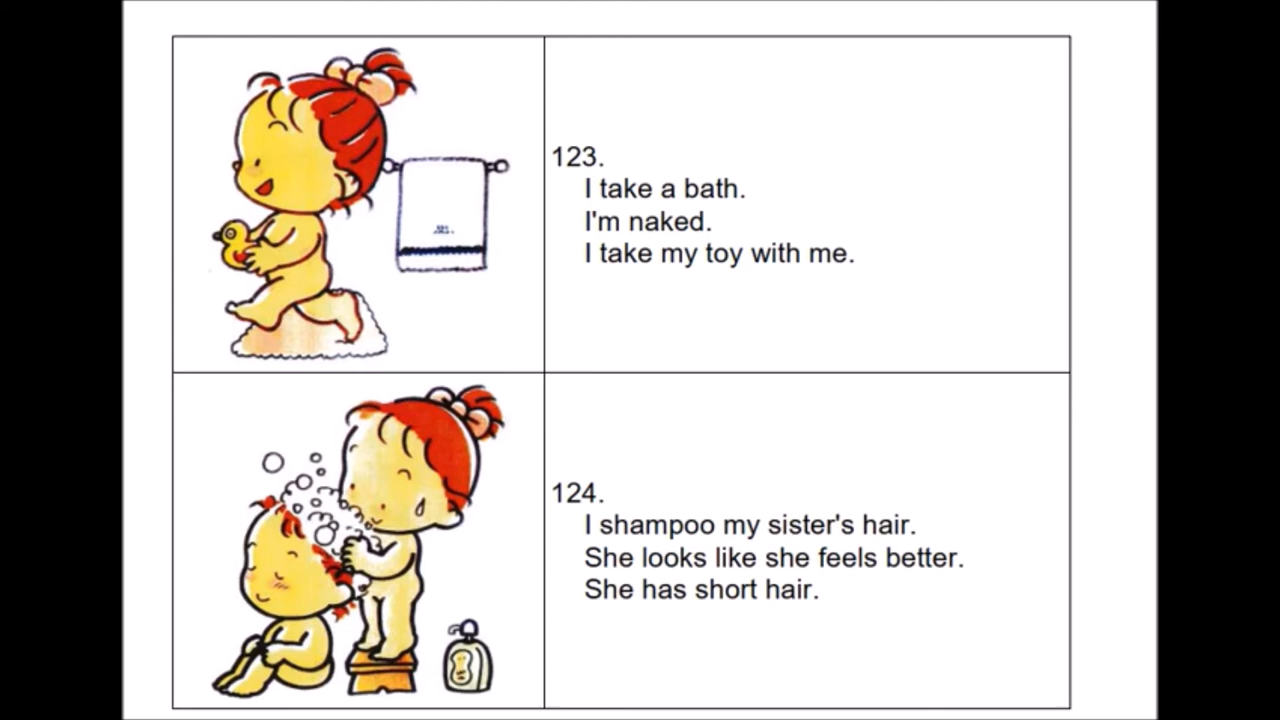 123.
I take a bath.
I'm naked.
I take my toy with me.
124.
I shampoo my sister's hair.
She looks like she feels better.
She has short hair.